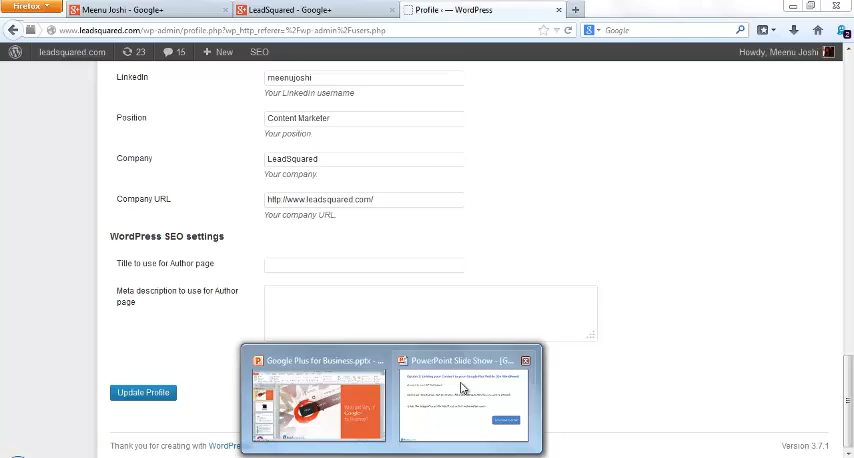 Firefox
Meenu Joshi - Google+
LeadSquared - Google+
Profile ‹ — WordPress
www.leadsquared.com/wp-admin/profile.php?wp_http_referer=%2Fwp-admin%2Fusers.php
Google
2
leadsquared.com
23
15
+ New
SEO
Howdy, Meenu Joshi
LinkedIn
meenujoshi
Your LinkedIn username
Position
Content Marketer
Your position
Company
LeadSquared
Your company.
Company URL
http://www.leadsquared.com/
Your company URL.
WordPress SEO settings
Title to use for Author page
Meta description to use for Author
page
Google Plus for Business.pptx - ...
PowerPoint Slide Show - [G...
Update Profile
Thank you for creating with WordPre
Version 3.7.1